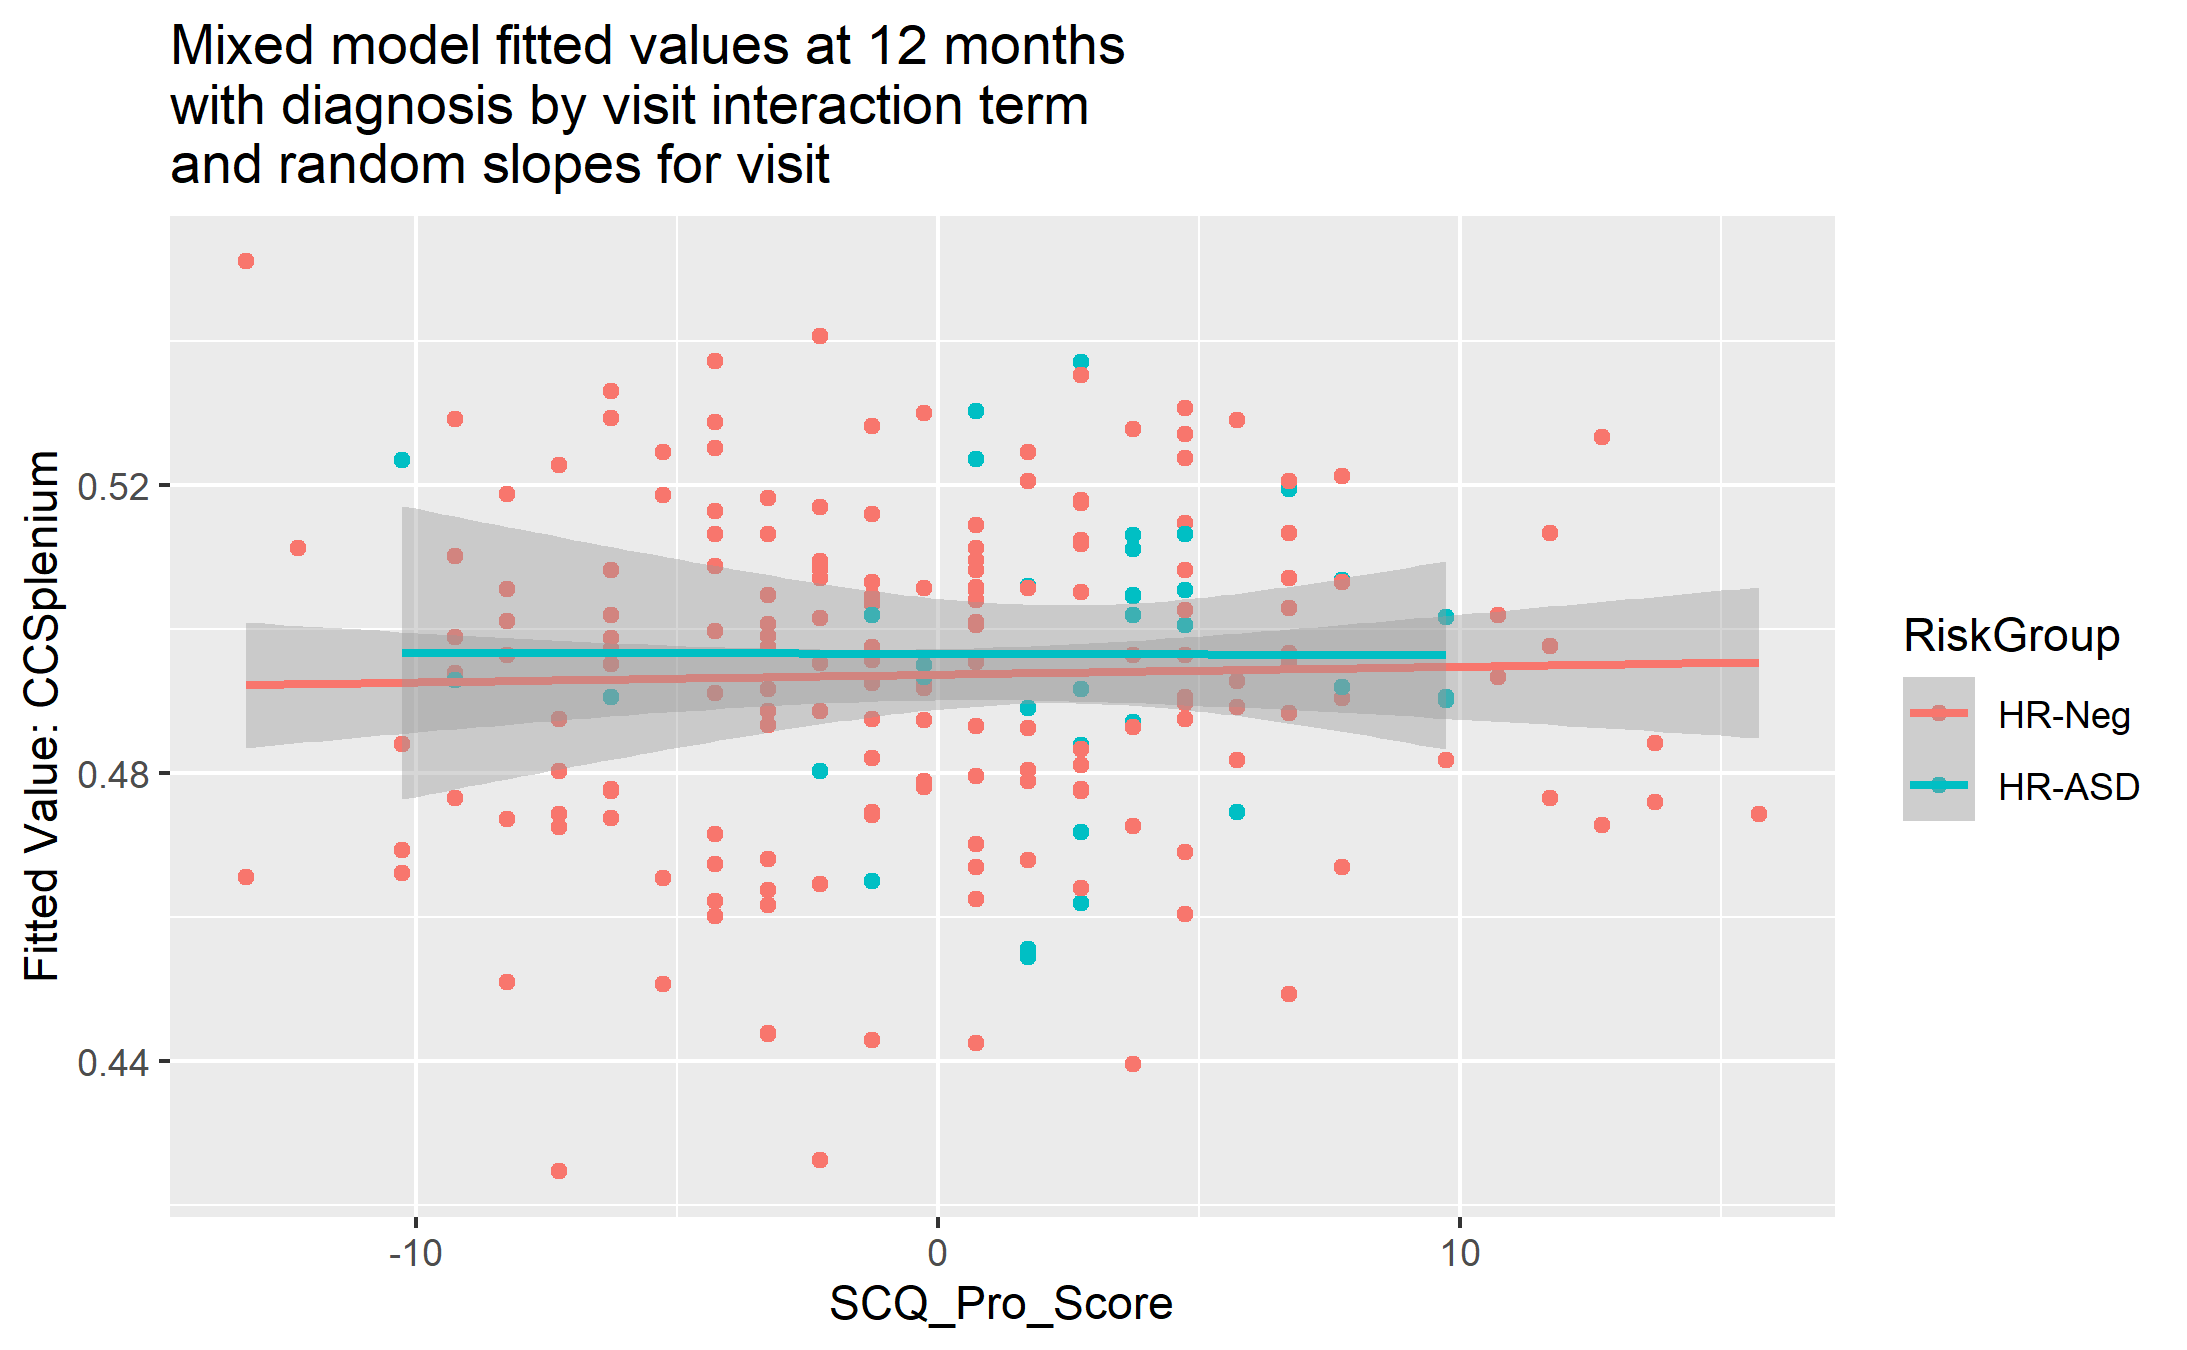 Mixed model fitted values at 12 months
with diagnosis by visit interaction term
and random slopes for visit
Fitted Value: CCSplenium
0.52
0.48
0.44
-10
0
10
SCQ_Pro_Score
RiskGroup
HR-Neg
HR-ASD